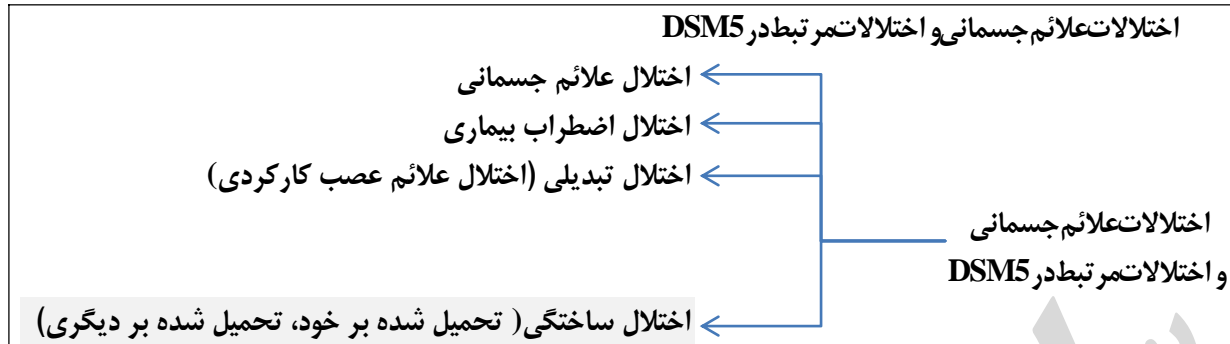 اختلالات علائم جسمانی و اختلالات مرتبط در DSM5
اختلال علائم جسمانی
اختلال اضطراب بیماری
اختلال تبدیلی (اختلال علائم عصب کارکردی)
اختلالات علائم جسمانی
و اختلالات مرتبط در DSM5
اختلال ساختگی( تحمیل شده بر خود، تحمیل شده بر دیگری)